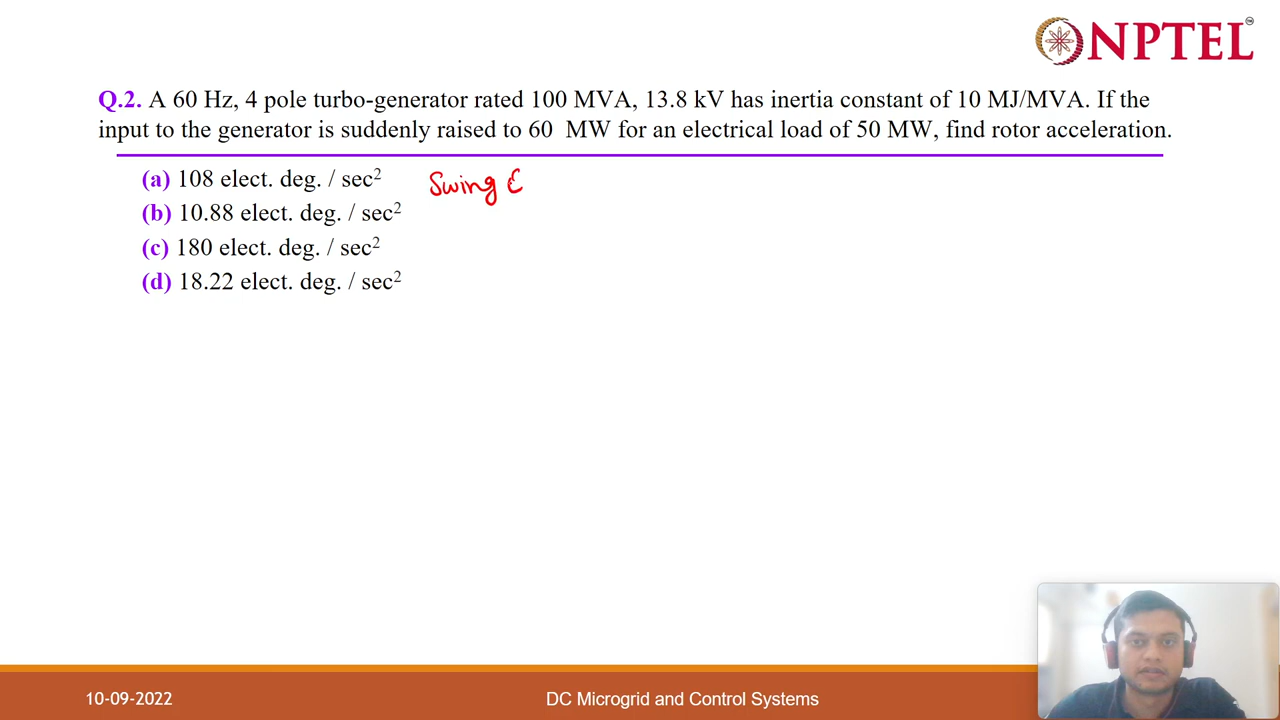 NPTEL
Q.2. A 60 Hz, 4 pole turbo-generator rated 100 MVA, 13.8 kV has inertia constant of 10 MJ/MVA. If the
input to the generator is suddenly raised to 60 MW for an electrical load of 50 MW, find rotor acceleration.
(a) 108 elect. deg. / sec²
Swing E
(b) 10.88 elect. deg. / sec²
(c) 180 elect. deg. / sec²
(d) 18.22 elect. deg. / sec²
10-09-2022
DC Microgrid and Control Systems